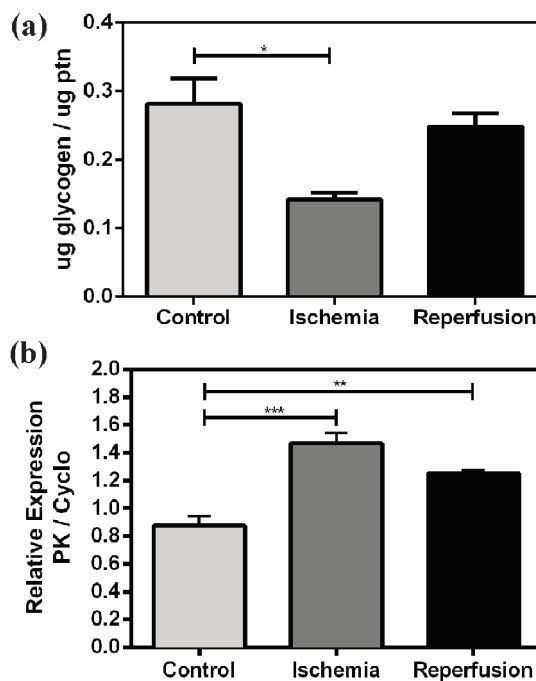 (a)
ug glycogen / ug ptn
0.4
0.3
0.2
0.1
0.0
*
Control Ischemia Reperfusion
(b)
Relative Expression
PK / Cyclo
2.0
1.8
1.6
1.4
1.2
1.0
0.8
0.6
0.4
0.2
0.0
**
***
Control Ischemia Reperfusion